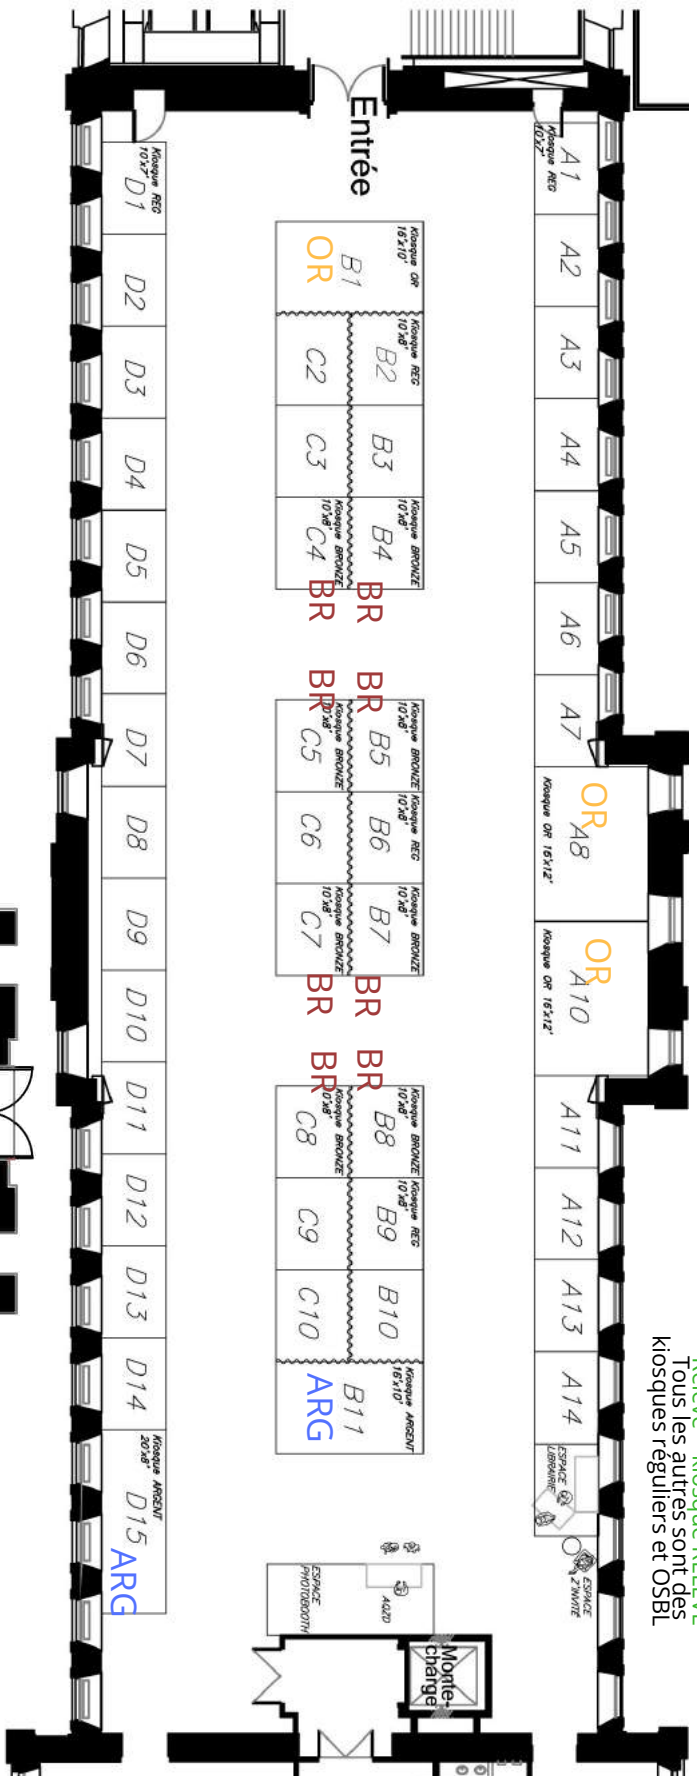 Entrée
Kiosque REG
10'x7'
A1
A2
A3
A4
A5
A6
A7
OR
A8
Kiosque OR 16'x12'
OR
A10
Kiosque OR 16'x12'
A11
A12
A13
A14
ESPACE
LIBRAIRIE
ESPACE
Kiosque OR
16'x10'
B1
OR
Kiosque REG
10'x8'
B2
B3
Kiosque BRONZE
10'x8'
B4
BR
BR
Kiosque BRONZE
10'x8'
B5
Kiosque REG
10'x8'
B6
Kiosque BRONZE
10'x8'
B7
BR
BR
Kiosque BRONZE
10'x8'
B8
Kiosque REG
10'x8'
B9
B10
Kiosque ARGENT
16'x10'
B11
ARG
C2
C3
Kiosque BRONZE
10'x8'
C4
BR
BR
Kiosque BRONZE
10'x8'
C5
C6
Kiosque BRONZE
10'x8'
C7
BR
BR
Kiosque BRONZE
10'x8'
C8
C9
C10
Kiosque REG
10'x7'
D1
D2
D3
D4
D5
D6
D7
D8
D9
D10
D11
D12
D13
D14
Kiosque ARGENT
20'x8'
D15
ARG
AQZD
ESPACE
PHOTOBOOTH
Monte-
charge
Tous les autres sont des
kiosques réguliers et OSBL